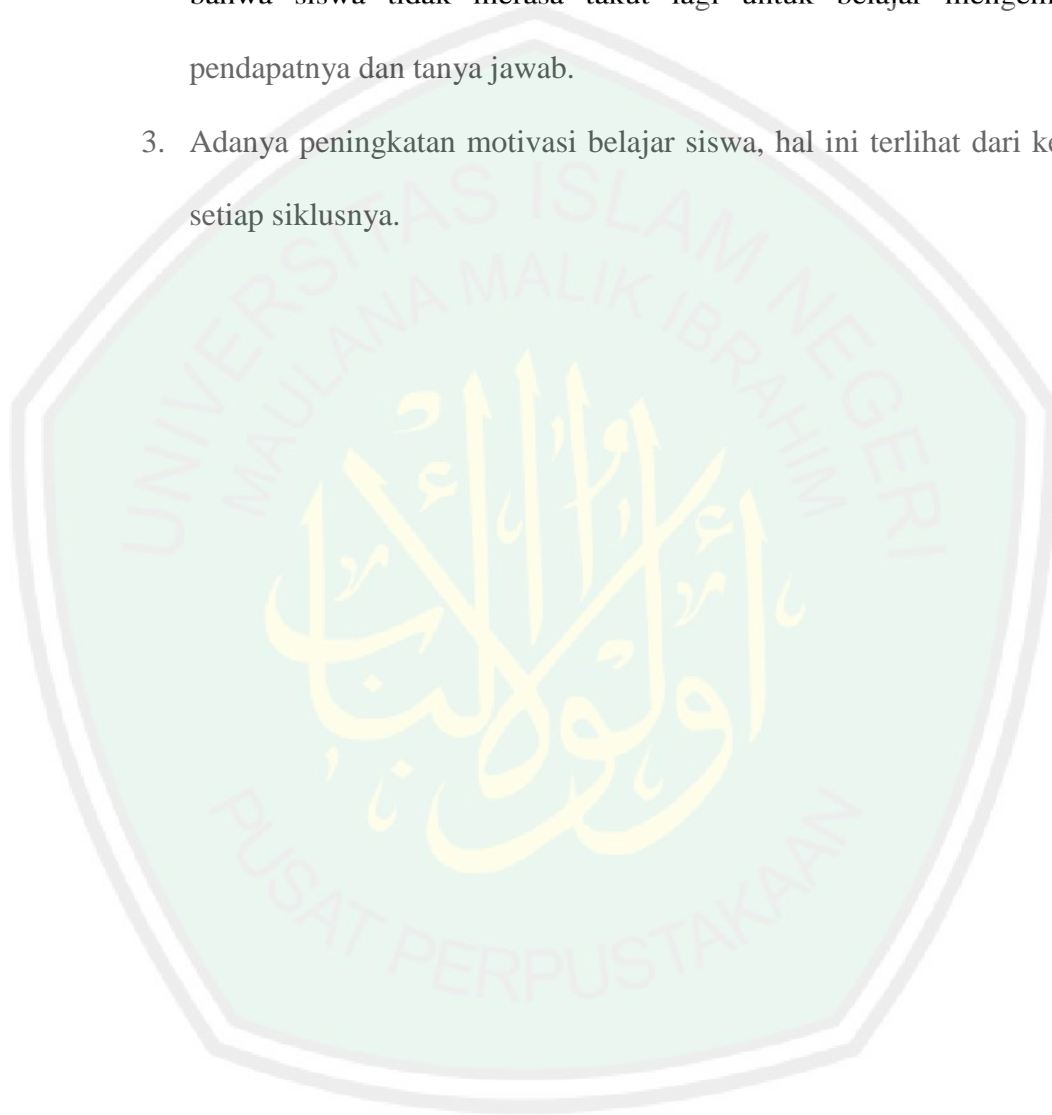 bahwa siswa tidak merasa takut lagi untuk belajar
pendapatnya dan tanya jawab.
3. Adanya peningkatan motivasi belajar siswa, hal ini terlihat dari
setiap siklusnya.
UNIVERSITAS ISLAM NEGERI
MAULANA MALIK IBRAHIM
أولوا الألباب
PUSAT PERPUSTAKAAN